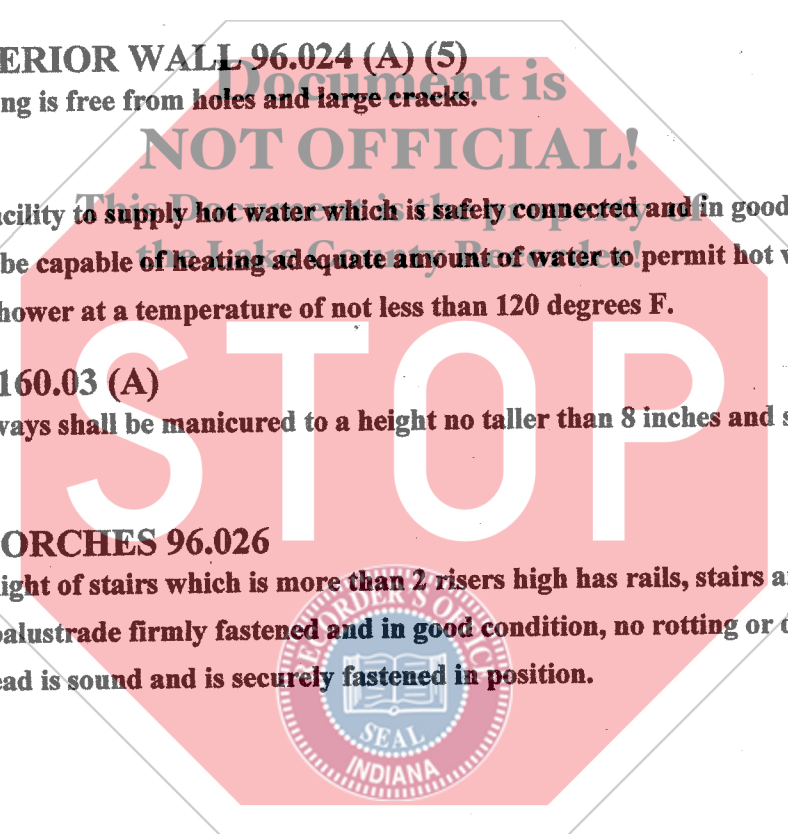 ERIOR WALL 96.024 (A) (5)
Document is
ng is free from holes and large cracks.
NOT OFFICIAL!
cility to supply hot water which is safely connected and in good
This Document is the property of
be capable of heating adequate amount of water to permit hot
the Lake County Recorder!
hower at a temperature of not less than 120 degrees F.
STOP
160.03 (A)
ways shall be manicured to a height no taller than 8 inches and s
ORCHES 96.026
ight of stairs which is more than 2 risers high has rails, stairs a
balustrade firmly fastened and in good condition, no rotting or d
ead is sound and is securely fastened in position.
RECORDER'S OFFICE
SEAL
INDIANA